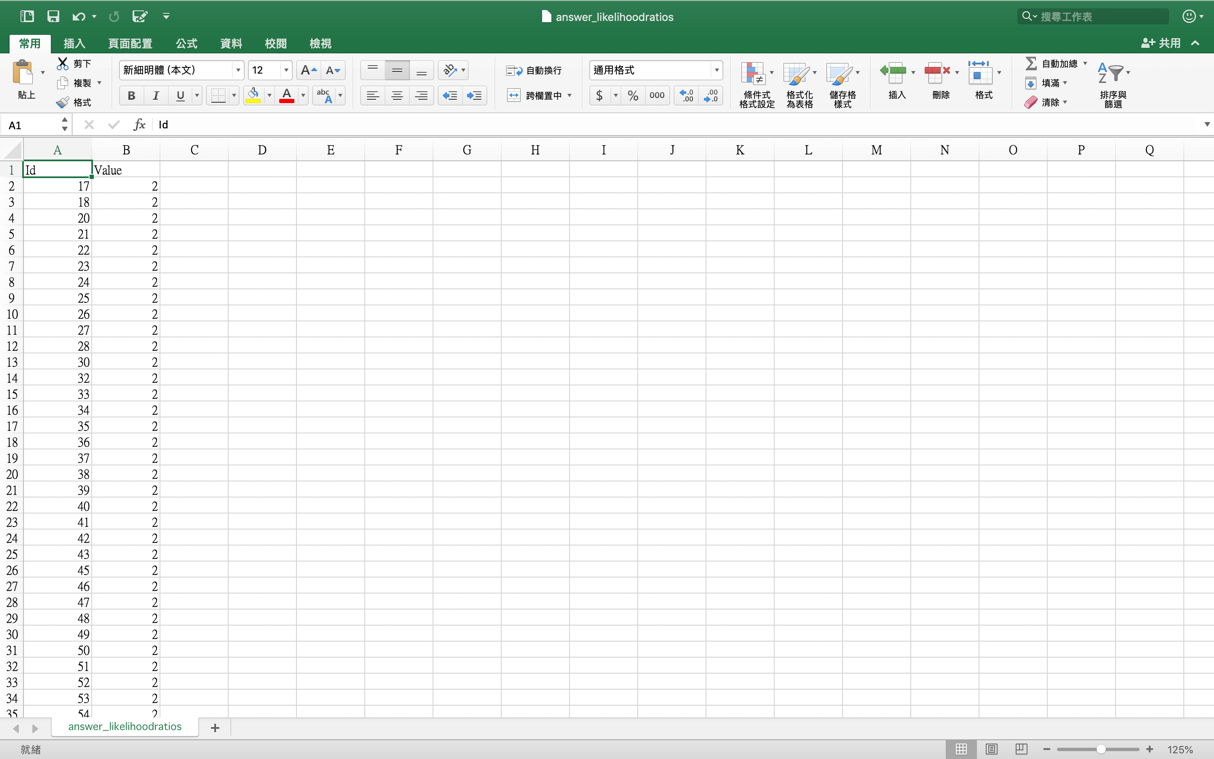 answer_likelihoodratios
搜尋工作表
常用 插入 頁面配置 公式 資料 校閱 檢視 共用
貼上 剪下 複製 格式
新細明體 (本文) 12 A A
B I U A abc A
自動換行 跨欄置中
通用格式
$ % 000 .0 .00 .00 .0
條件式格式設定 格式化為表格 儲存格樣式
插入 刪除 格式
自動加總 填滿 清除
A Z 排序與篩選
A1 fx Id
A B C D E F G H I J K L M N O P Q
1 Id Value
2 17 2
3 18 2
4 20 2
5 21 2
6 22 2
7 23 2
8 24 2
9 25 2
10 26 2
11 27 2
12 28 2
13 30 2
14 32 2
15 33 2
16 34 2
17 35 2
18 36 2
19 37 2
20 38 2
21 39 2
22 40 2
23 41 2
24 42 2
25 43 2
26 45 2
27 46 2
28 47 2
29 48 2
30 49 2
31 50 2
32 51 2
33 52 2
34 53 2
35 54 2
answer_likelihoodratios +
就緒 125%